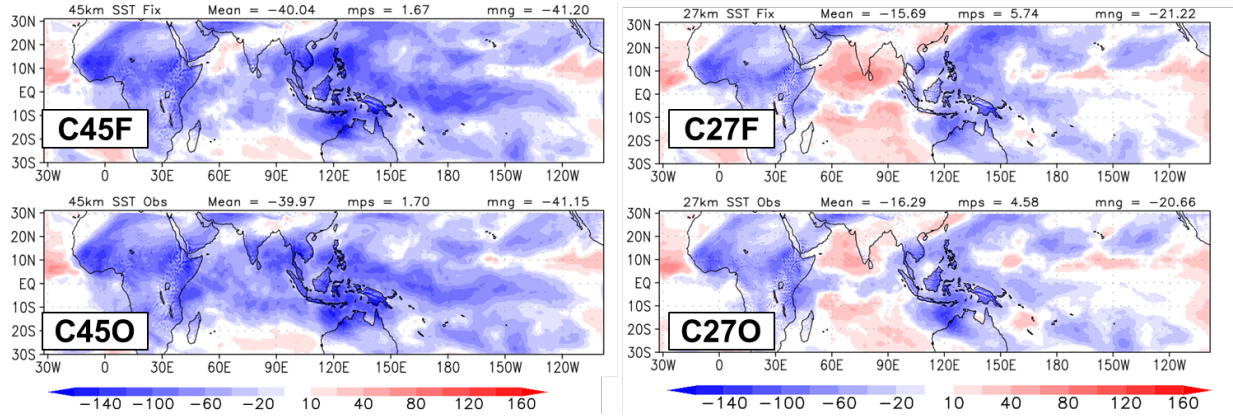 45km SST Fix Mean = −40.04 mps = 1.67 mng = −41.20
30N
20N
10N
EQ
10S
20S
30S
C45F
30W 0 30E 60E 90E 120E 150E 180 150W 120W
27km SST Fix Mean = −15.69 mps = 5.74 mng = −21.22
30N
20N
10N
EQ
10S
20S
30S
C27F
30W 0 30E 60E 90E 120E 150E 180 150W 120W
45km SST Obs Mean = −39.97 mps = 1.70 mng = −41.15
30N
20N
10N
EQ
10S
20S
30S
C45O
30W 0 30E 60E 90E 120E 150E 180 150W 120W
27km SST Obs Mean = −16.29 mps = 4.58 mng = −20.66
30N
20N
10N
EQ
10S
20S
30S
C27O
30W 0 30E 60E 90E 120E 150E 180 150W 120W
−140 −100 −60 −20 10 40 80 120 160
−140 −100 −60 −20 10 40 80 120 160